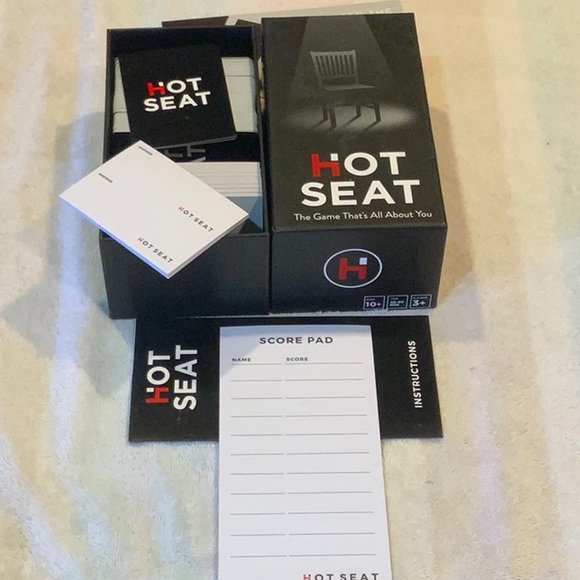 HOT
SEAT
HOT
SEAT
The Game That's All About You
H
10+
3+
HOT SEAT
HOT SEAT
HOT
SEAT
INSTRUCTIONS
SCORE PAD
NAME
SCORE
HOT SEAT